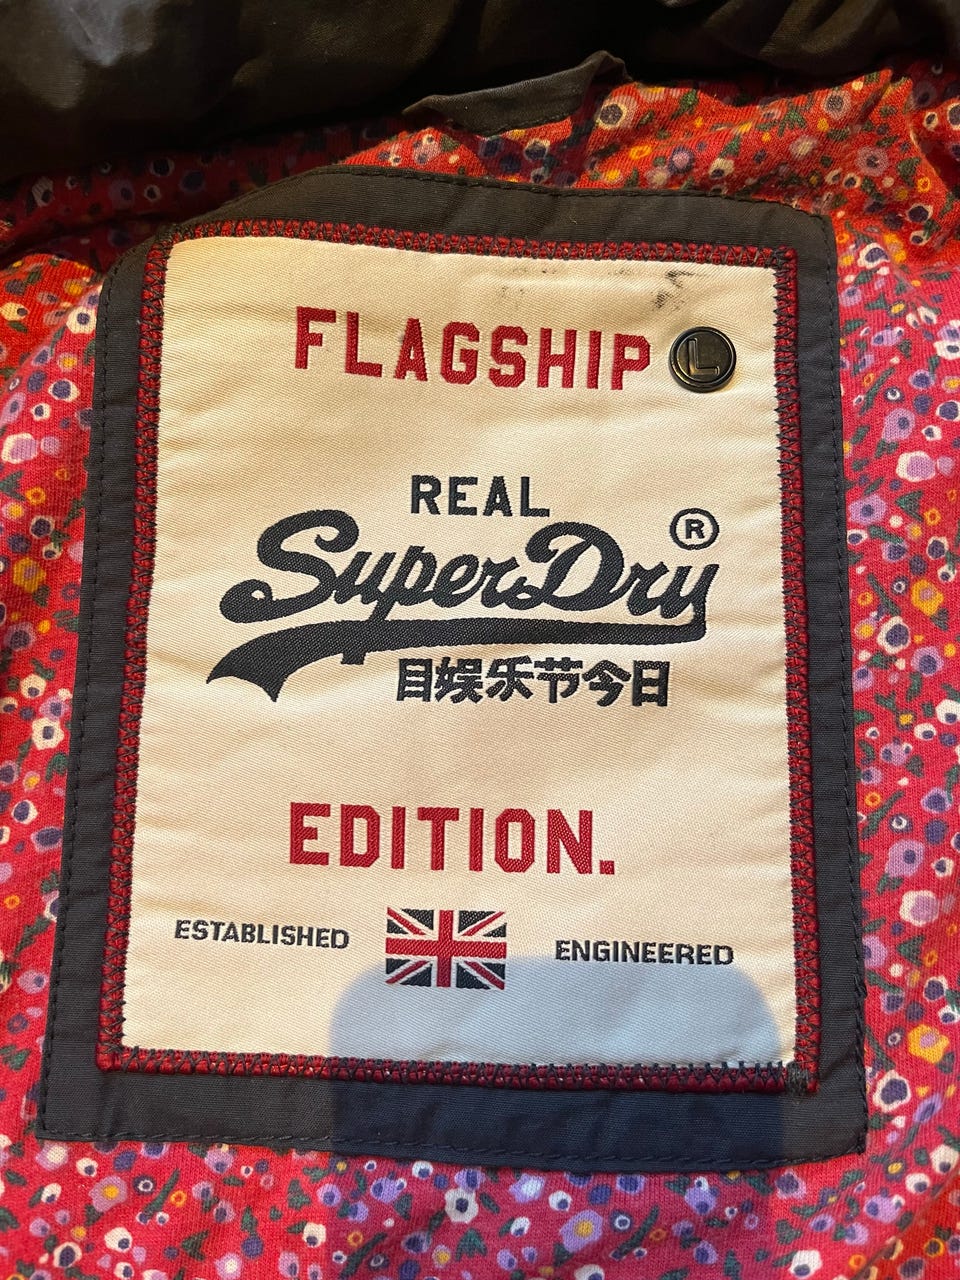 FLAGSHIP L
REAL
SuperDry ®
目娱乐节今日
EDITION.
ESTABLISHED ENGINEERED